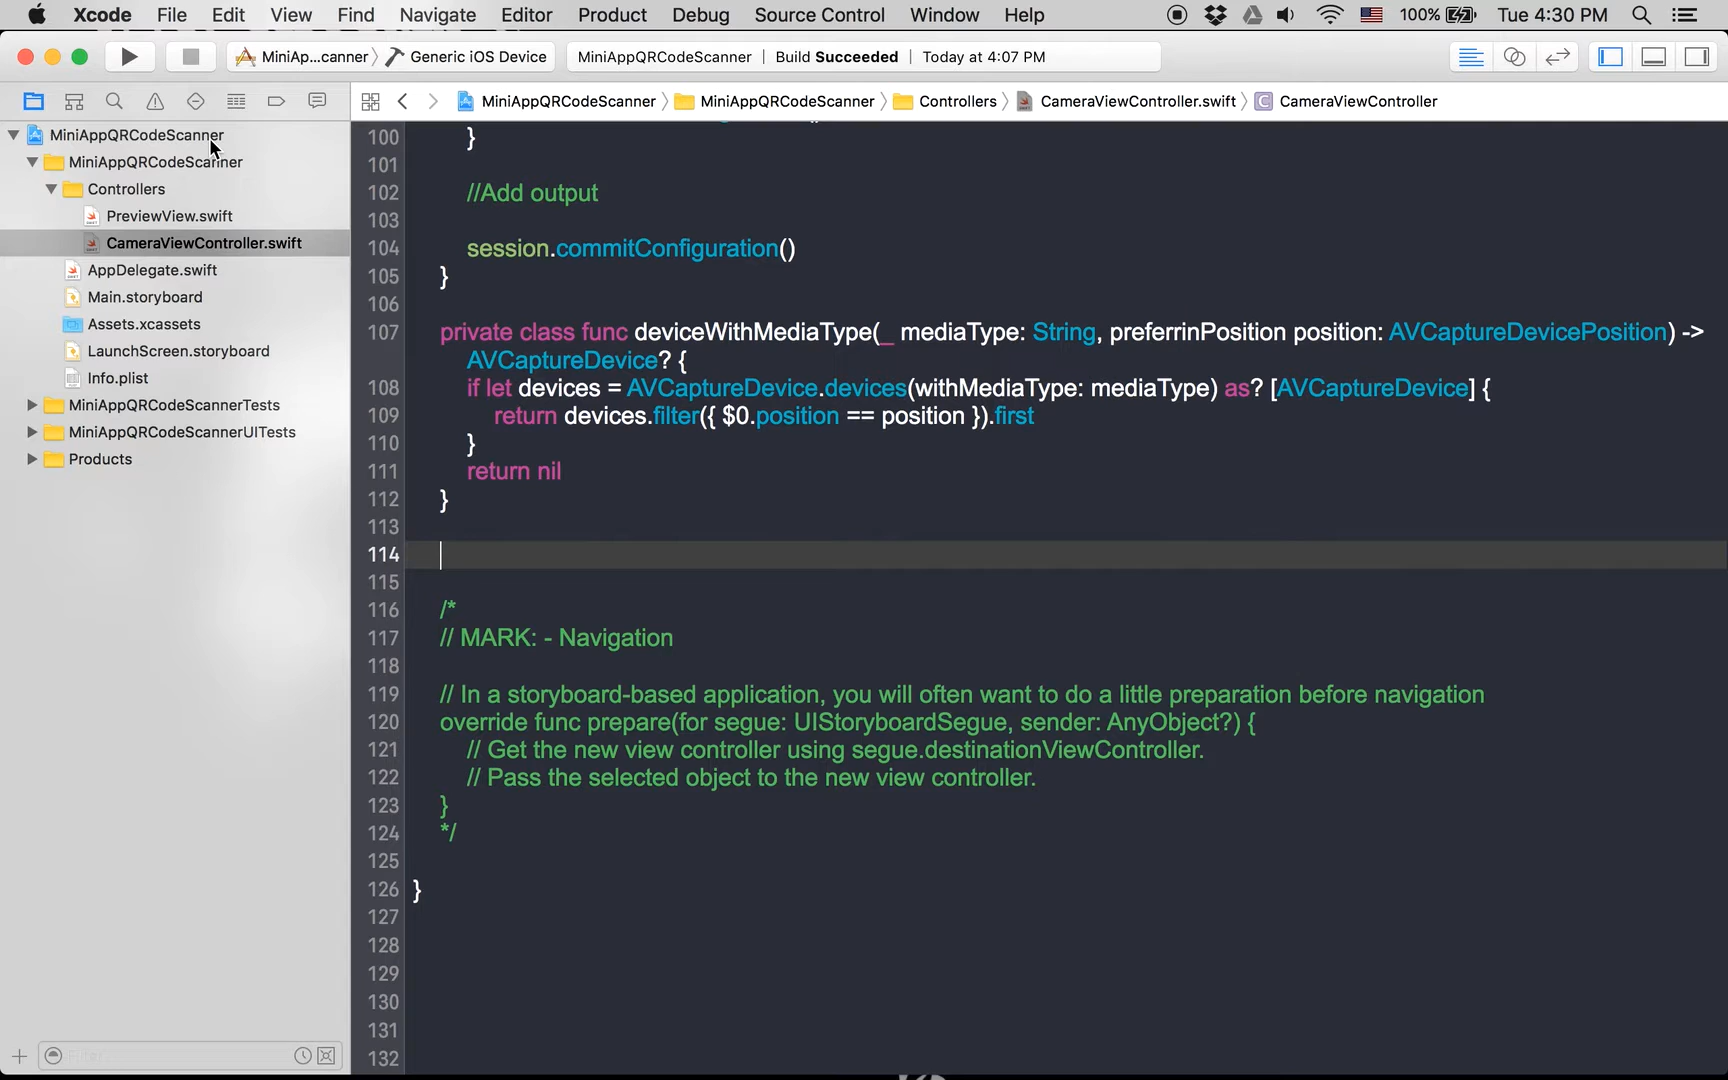 Xcode File Edit View Find Navigate Editor Product Debug Source Control Window Help 100% Tue 4:30 PM
MiniAp...canner Generic iOS Device MiniAppQRCodeScanner | Build Succeeded | Today at 4:07 PM
MiniAppQRCodeScanner MiniAppQRCodeScanner Controllers CameraViewController.swift C CameraViewController
MiniAppQRCodeScanner
MiniAppQRCodeScanner
Controllers
PreviewView.swift
CameraViewController.swift
AppDelegate.swift
Main.storyboard
Assets.xcassets
LaunchScreen.storyboard
Info.plist
MiniAppQRCodeScannerTests
MiniAppQRCodeScannerUITests
Products
100 }
101
102 //Add output
103
104 session.commitConfiguration()
105 }
106
107 private class func deviceWithMediaType(_ mediaType: String, preferrinPosition position: AVCaptureDevicePosition) ->
AVCaptureDevice? {
108 if let devices = AVCaptureDevice.devices(withMediaType: mediaType) as? [AVCaptureDevice] {
109 return devices.filter({ $0.position == position }).first
110 }
111 return nil
112 }
113
114
115
116 /*
117 // MARK: - Navigation
118
119 // In a storyboard-based application, you will often want to do a little preparation before navigation
120 override func prepare(for segue: UIStoryboardSegue, sender: AnyObject?) {
121 // Get the new view controller using segue.destinationViewController.
122 // Pass the selected object to the new view controller.
123 }
124 */
125
126 }
127
128
129
130
131
132